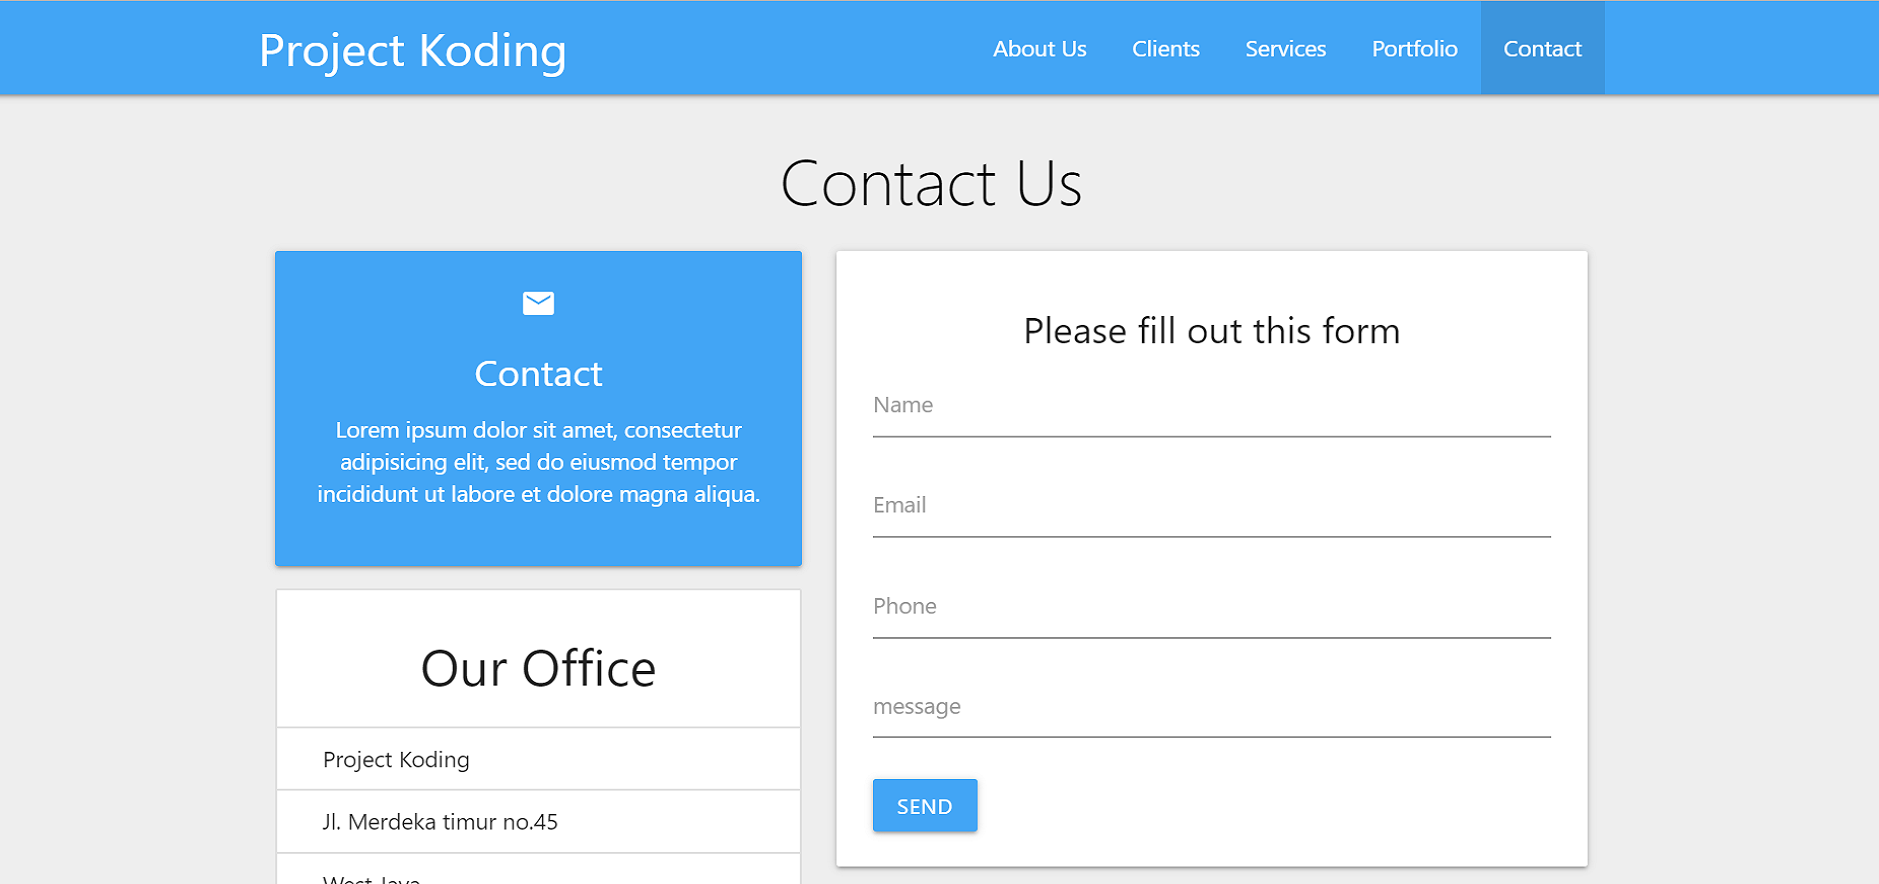 Project Koding
About Us
Clients
Services
Portfolio
Contact
Contact Us
Contact
Lorem ipsum dolor sit amet, consectetur
adipisicing elit, sed do eiusmod tempor
incididunt ut labore et dolore magna aliqua.
Our Office
Project Koding
Jl. Merdeka timur no.45
West Java
Please fill out this form
Name
Email
Phone
message
SEND